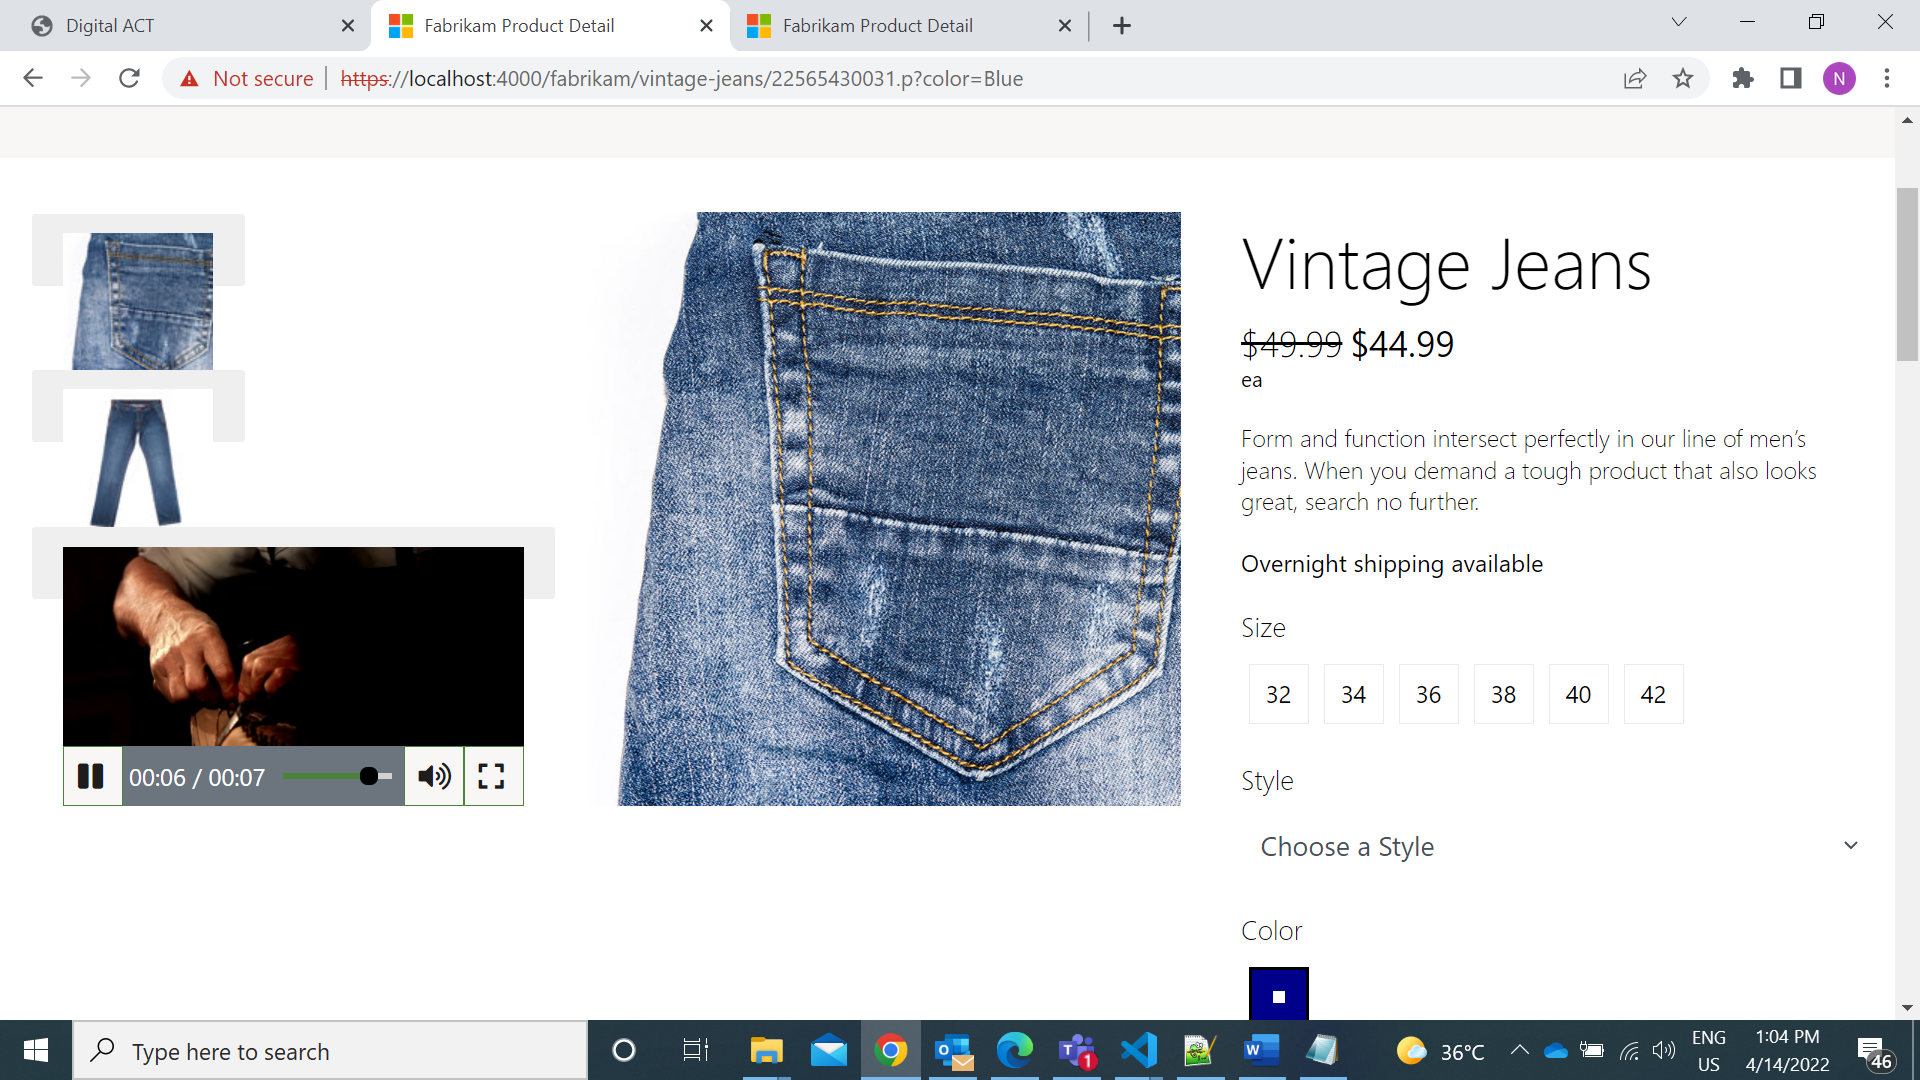 Digital ACT
Fabrikam Product Detail
Fabrikam Product Detail
Not secure
https://localhost:4000/fabrikam/vintage-jeans/22565430031.p?color=Blue
N
Vintage Jeans
$49.99 $44.99
ea
Form and function intersect perfectly in our line of men’s
jeans. When you demand a tough product that also looks
great, search no further.
Overnight shipping available
Size
32 34 36 38 40 42
Style
Choose a Style
Color
00:06 / 00:07
Type here to search
1
36°C
ENG
US
1:04 PM
4/14/2022
46